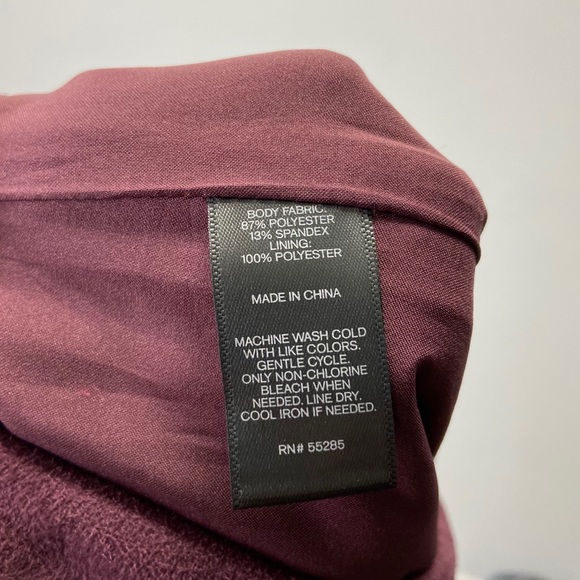 BODY FABRIC:
87% POLYESTER
13% SPANDEX
LINING:
100% POLYESTER
MADE IN CHINA
MACHINE WASH COLD
WITH LIKE COLORS.
GENTLE CYCLE.
ONLY NON-CHLORINE
BLEACH WHEN
NEEDED. LINE DRY.
COOL IRON IF NEEDED.
RN# 55285